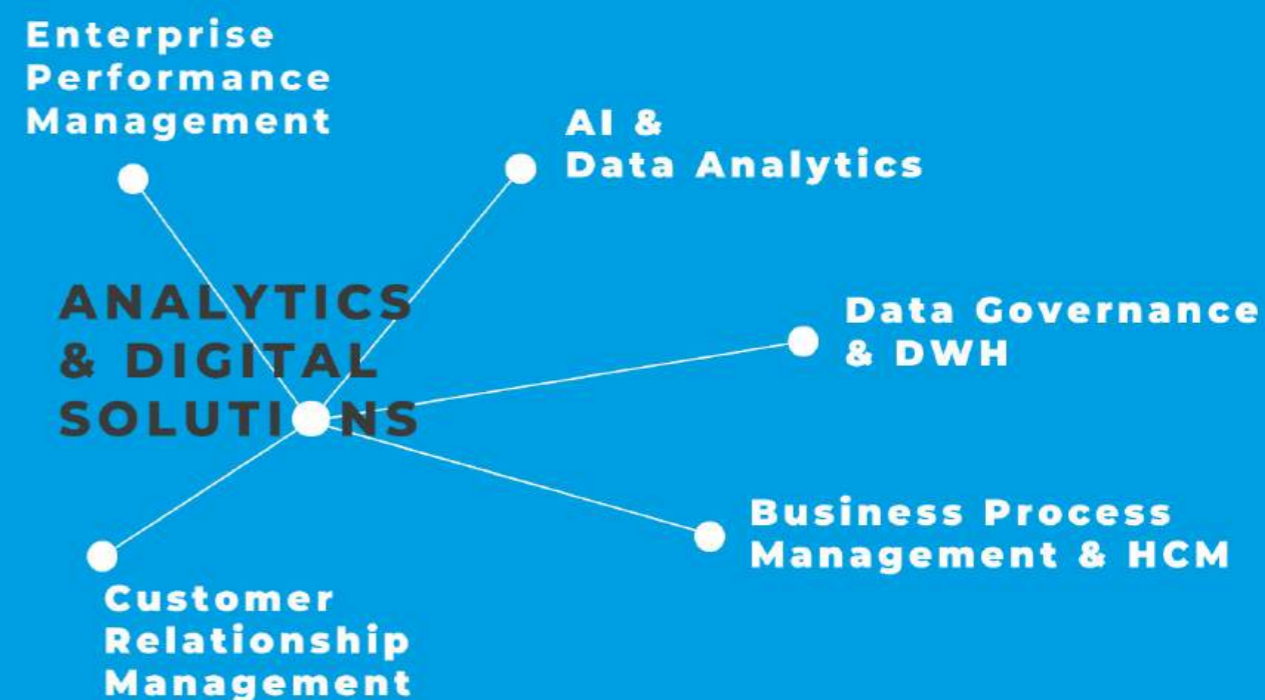 Enterprise
Performance
Management
AI &
Data Analytics
ANALYTICS
& DIGITAL
SOLUTIONS
Data Governance
& DWH
Business Process
Management & HCM
Customer
Relationship
Management